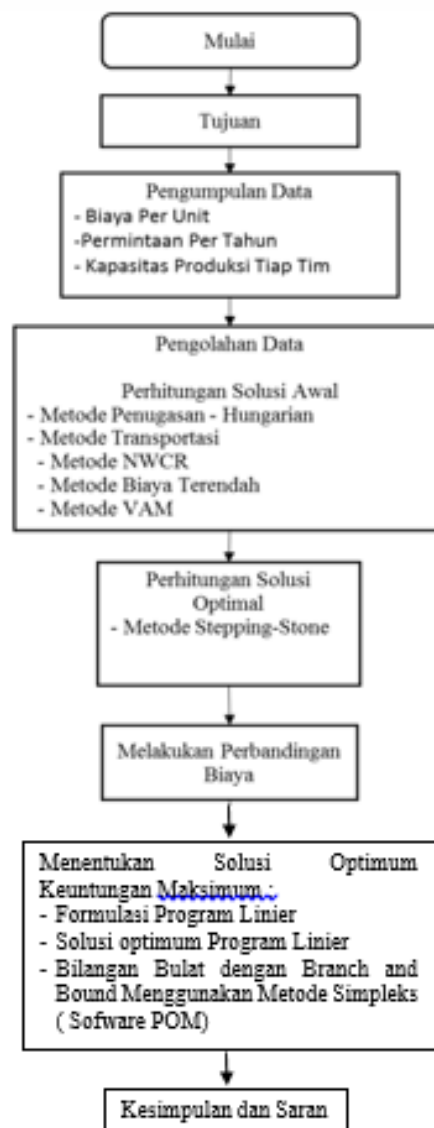 Mulai
Tujuan
Pengumpulan Data
- Biaya Per Unit
-Permintaan Per Tahun
- Kapasitas Produksi Tiap Tim
Pengolahan Data
Perhitungan Solusi Awal
- Metode Penugasan - Hungarian
- Metode Transportasi
- Metode NWCR
- Metode Biaya Terendah
- Metode VAM
Perhitungan Solusi
Optimal
- Metode Stepping-Stone
Melakukan Perbandingan
Biaya
Menentukan Solusi Optimum
Keuntungan Maksimum :
- Formulasi Program Linier
- Solusi optimum Program Linier
- Bilangan Bulat dengan Branch and
Bound Menggunakan Metode Simpleks
( Sofware POM)
Kesimpulan dan Saran